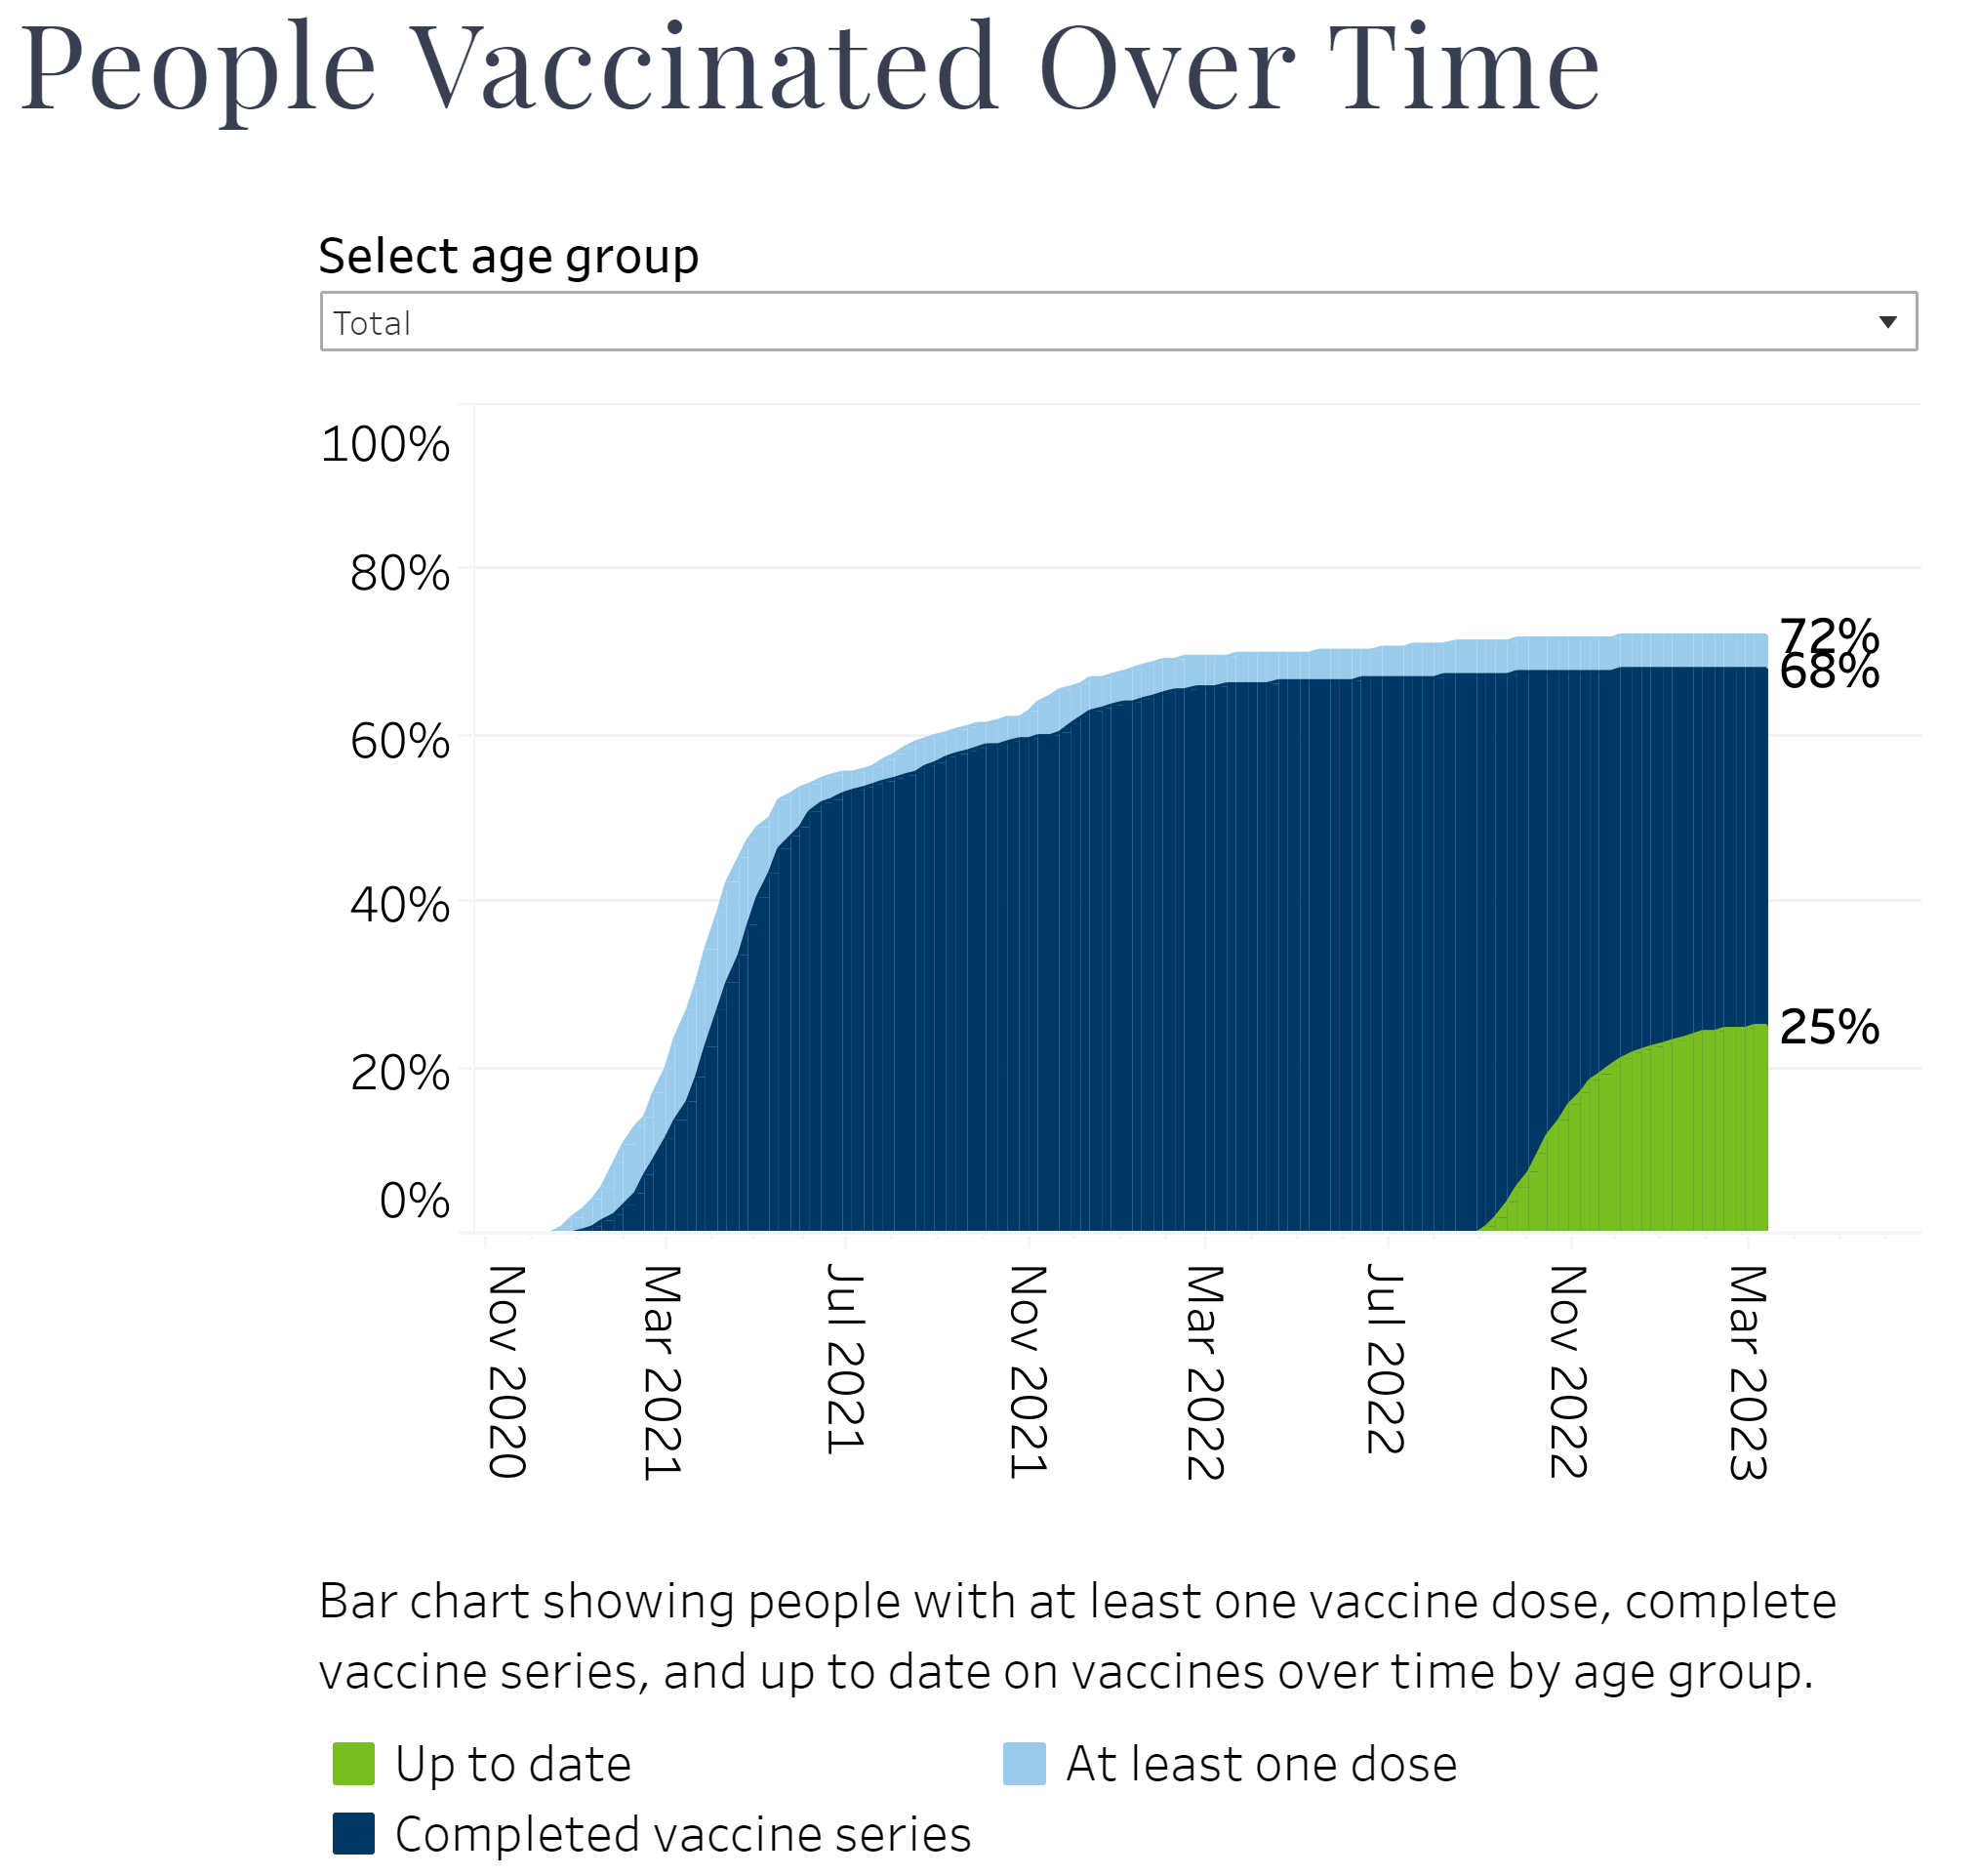 People Vaccinated Over Time
Select age group
Total
100%
80%
72%
68%
60%
40%
25%
20%
0%
Nov 2020
Mar 2021
Jul 2021
Nov 2021
Mar 2022
Jul 2022
Nov 2022
Mar 2023
Bar chart showing people with at least one vaccine dose, complete
vaccine series, and up to date on vaccines over time by age group.
Up to date
At least one dose
Completed vaccine series